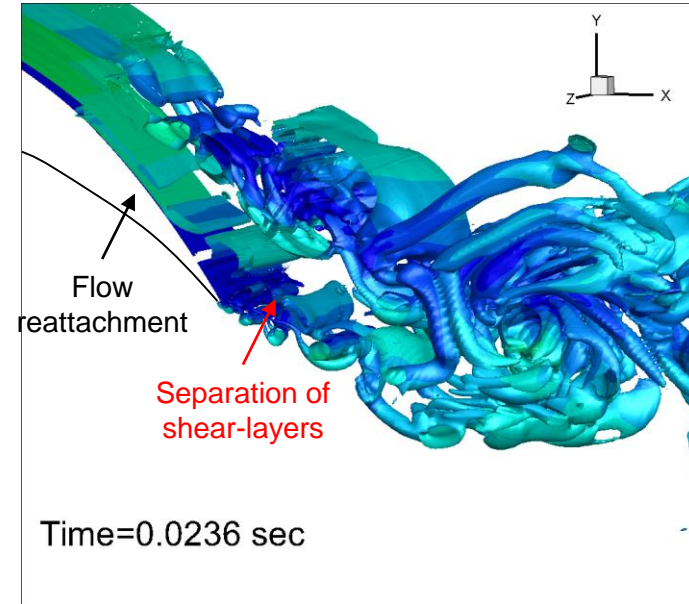 Y
Z
X
Flow
reattachment
Separation of
shear-layers
Time=0.0236 sec